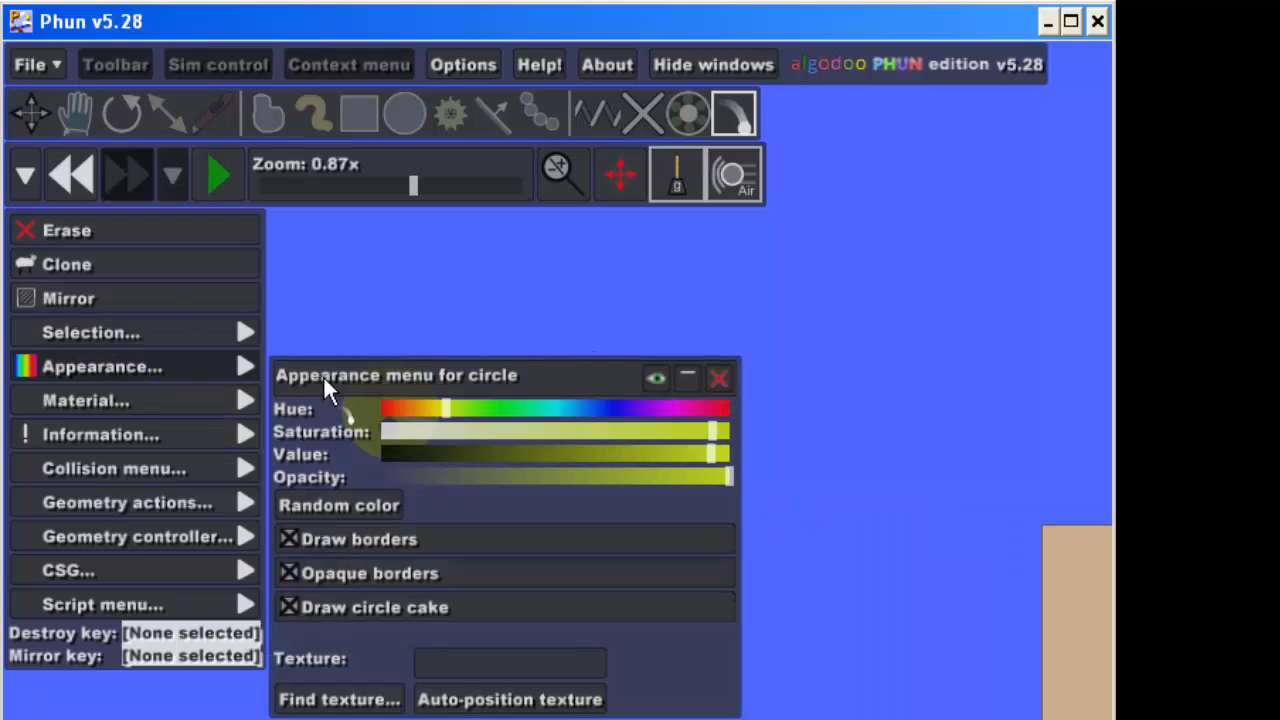 Phun v5.28
File Toolbar Sim control Context menu Options Help! About Hide windows algodoo PHUN edition v5.28
Zoom: 0.87x
g
Air
Erase
Clone
Mirror
Selection...
Appearance...
Material...
Information...
Collision menu...
Geometry actions...
Geometry controller...
CSG...
Script menu...
Destroy key: [None selected]
Mirror key: [None selected]
Appearance menu for circle
Hue:
Saturation:
Value:
Opacity:
Random color
Draw borders
Opaque borders
Draw circle cake
Texture:
Find texture... Auto-position texture